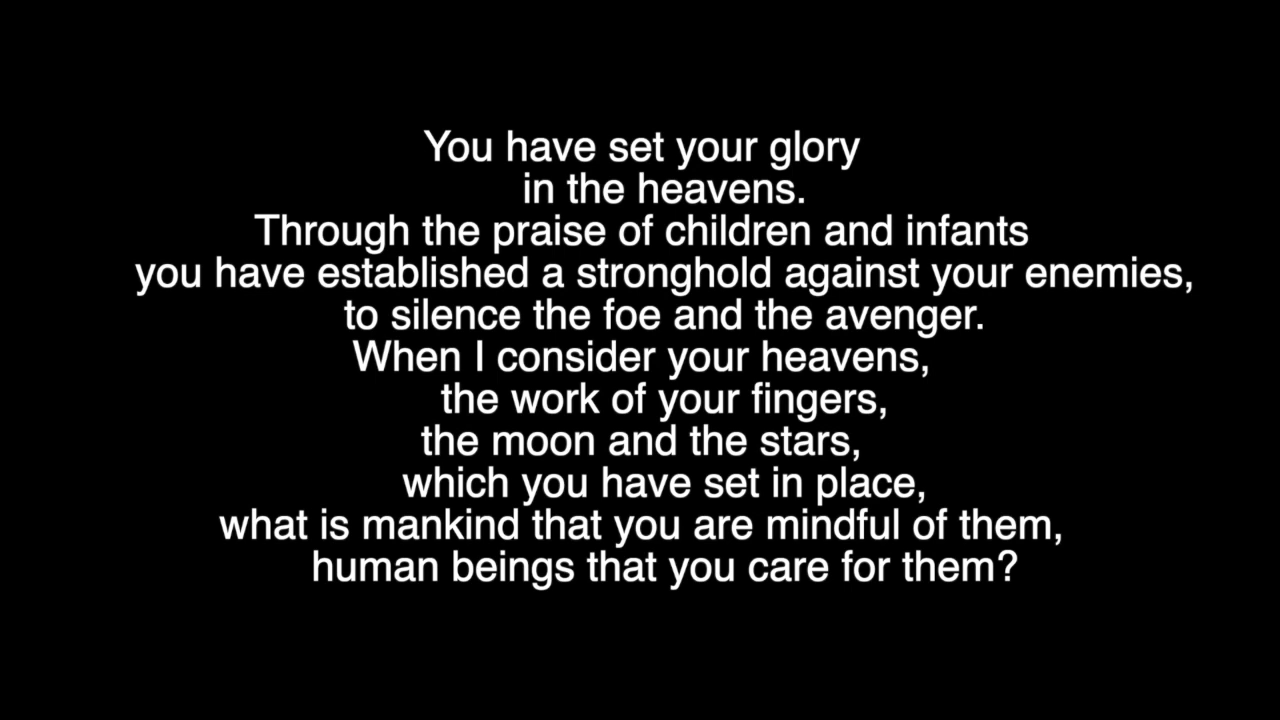 You have set your glory
in the heavens.
Through the praise of children and infants
you have established a stronghold against your enemies,
to silence the foe and the avenger.
When I consider your heavens,
the work of your fingers,
the moon and the stars,
which you have set in place,
what is mankind that you are mindful of them,
human beings that you care for them?